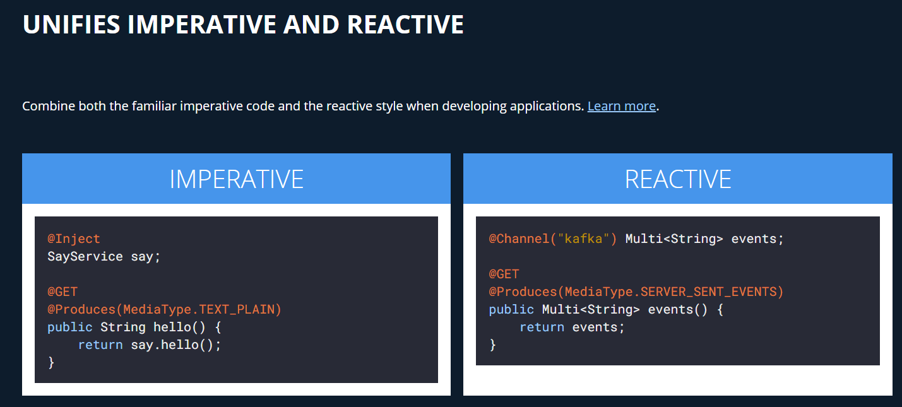 UNIFIES IMPERATIVE AND REACTIVE
Combine both the familiar imperative code and the reactive style when developing applications. Learn more.
IMPERATIVE
@Inject
SayService say;
@GET
@Produces(MediaType.TEXT_PLAIN)
public String hello() {
    return say.hello();
}
REACTIVE
@Channel("kafka") Multi<String> events;
@GET
@Produces(MediaType.SERVER_SENT_EVENTS)
public Multi<String> events() {
    return events;
}